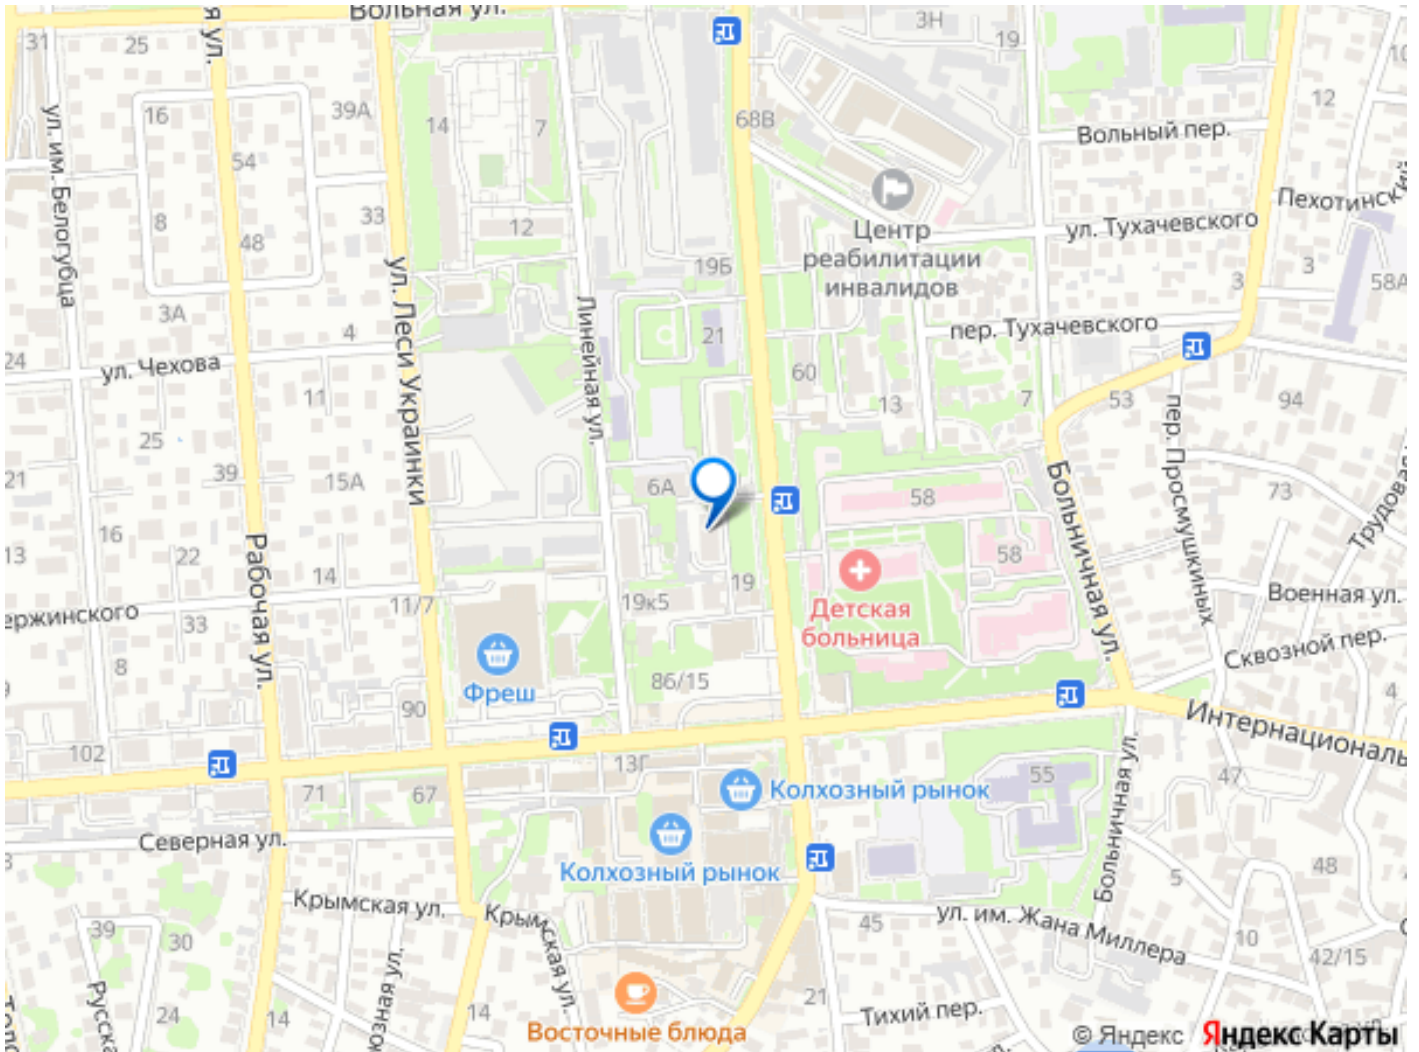 Вольная ул.
я ул.
31
25
3Н
19
12
16
39А
14
7
68В
54
Вольный пер.
ул. им. Белогубца
8
33
12
48
Центр
реабилитации
инвалидов
ул. Тухачевского
Пехотинский
3
3
58А
19Б
ул. Леси Украинки
Линейная ул.
3А
4
21
пер. Тухачевского
24
ул. Чехова
60
11
13
7
53
94
25
39
21
15А
6А
58
73
пер. Просмушкиных
Трудовая
Больничная ул.
16
13
22
14
58
Рабочая ул.
ержинского
33
11/7
19к5
19
Детская
больница
Военная ул.
Сквозной пер.
8
Фреш
86/15
4
90
102
13Г
Интернациональ
71
67
Колхозный рынок
55
47
Больничная ул.
Северная ул.
Колхозный рынок
48
5
Крымская ул.
Крымская ул.
45
ул. им. Жана Миллера
10
42/15
39
30
Русска
24
14
14
21
Тихий пер.
Восточные блюда
© Яндекс Яндекс Карты